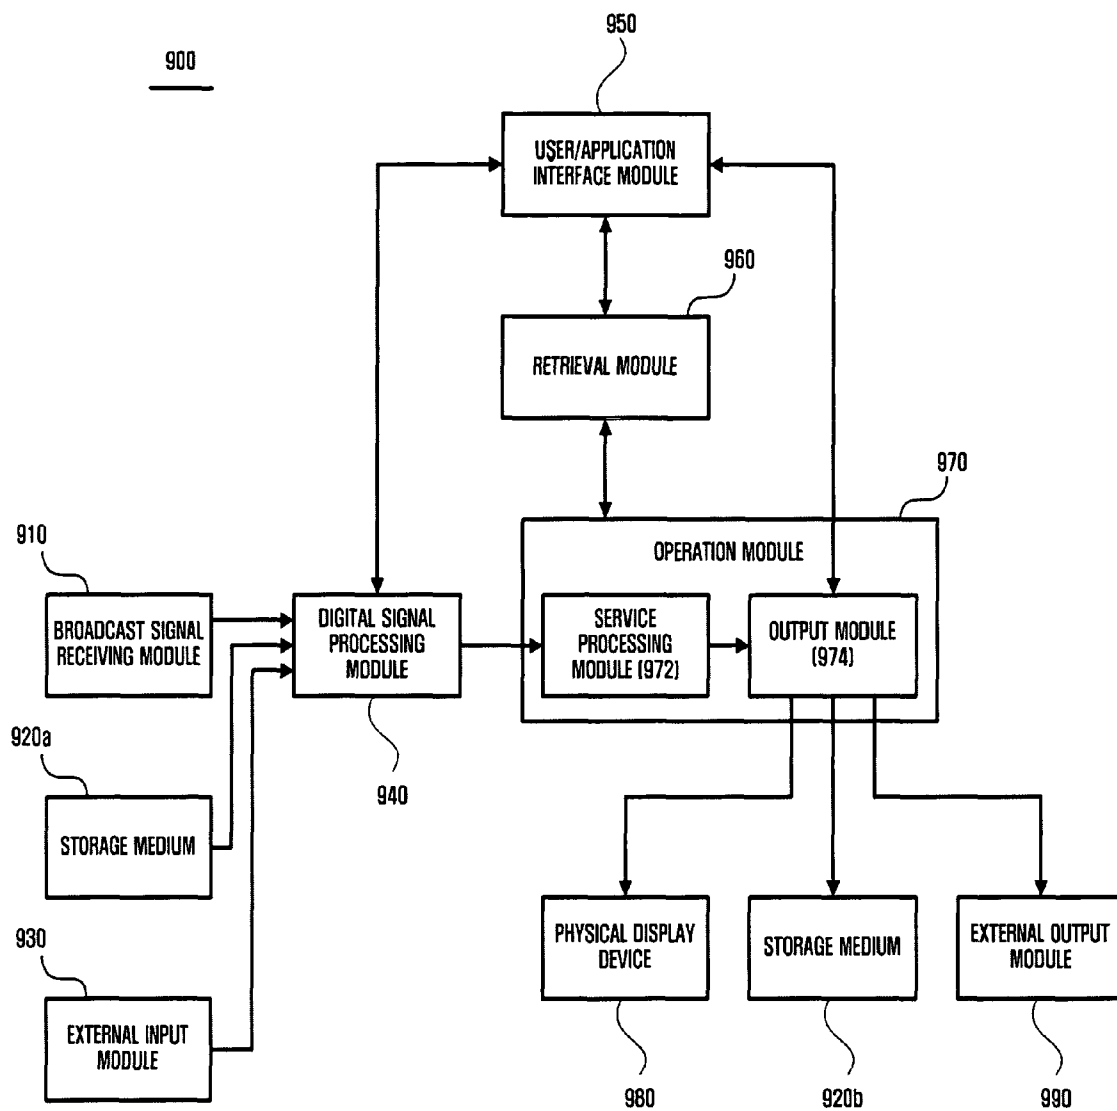 900
950
USER/APPLICATION
INTERFACE MODULE
960
RETRIEVAL MODULE
970
OPERATION MODULE
910
BROADCAST SIGNAL
RECEIVING MODULE
DIGITAL SIGNAL
PROCESSING
MODULE
SERVICE
PROCESSING
MODULE (972)
OUTPUT MODULE
(974)
920a
STORAGE MEDIUM
940
930
EXTERNAL INPUT
MODULE
PHYSICAL DISPLAY
DEVICE
STORAGE MEDIUM
EXTERNAL OUTPUT
MODULE
980
920b
990